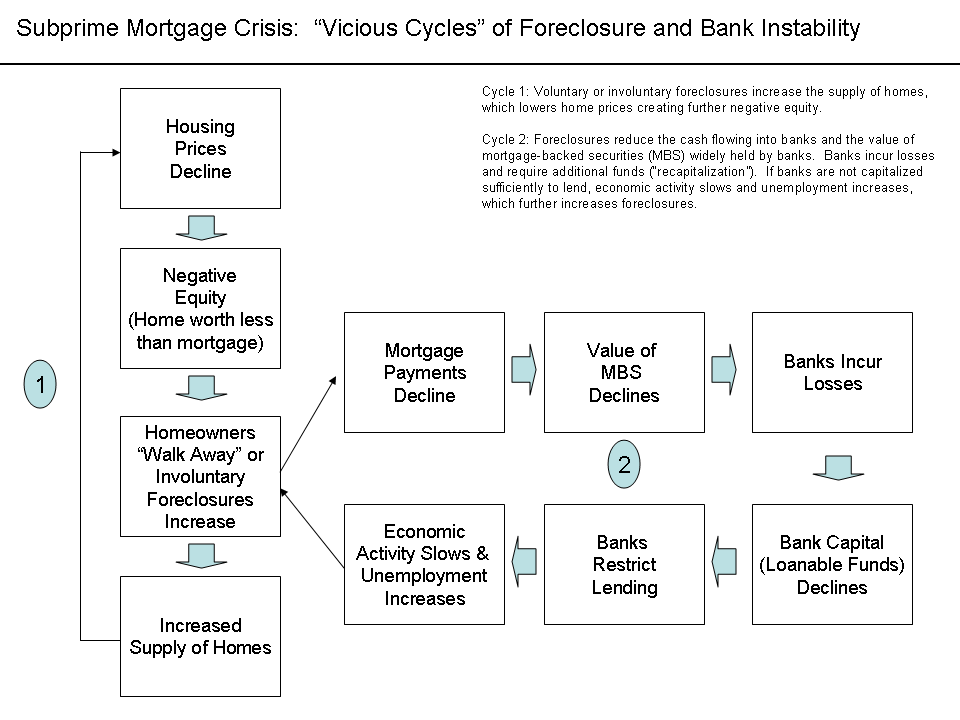 Subprime Mortgage Crisis:  “Vicious Cycles” of Foreclosure and Bank Instability
Cycle 1: Voluntary or involuntary foreclosures increase the supply of homes,
which lowers home prices creating further negative equity.
Cycle 2: Foreclosures reduce the cash flowing into banks and the value of
mortgage-backed securities (MBS) widely held by banks.  Banks incur losses
and require additional funds (“recapitalization”).  If banks are not capitalized
sufficiently to lend, economic activity slows and unemployment increases,
which further increases foreclosures.
Housing
Prices
Decline
Negative
Equity
(Home worth less
than mortgage)
1
Homeowners
“Walk Away” or
Involuntary
Foreclosures
Increase
Increased
Supply of Homes
Mortgage
Payments
Decline
Value of
MBS
Declines
Banks Incur
Losses
2
Bank Capital
(Loanable Funds)
Declines
Banks
Restrict
Lending
Economic
Activity Slows &
Unemployment
Increases